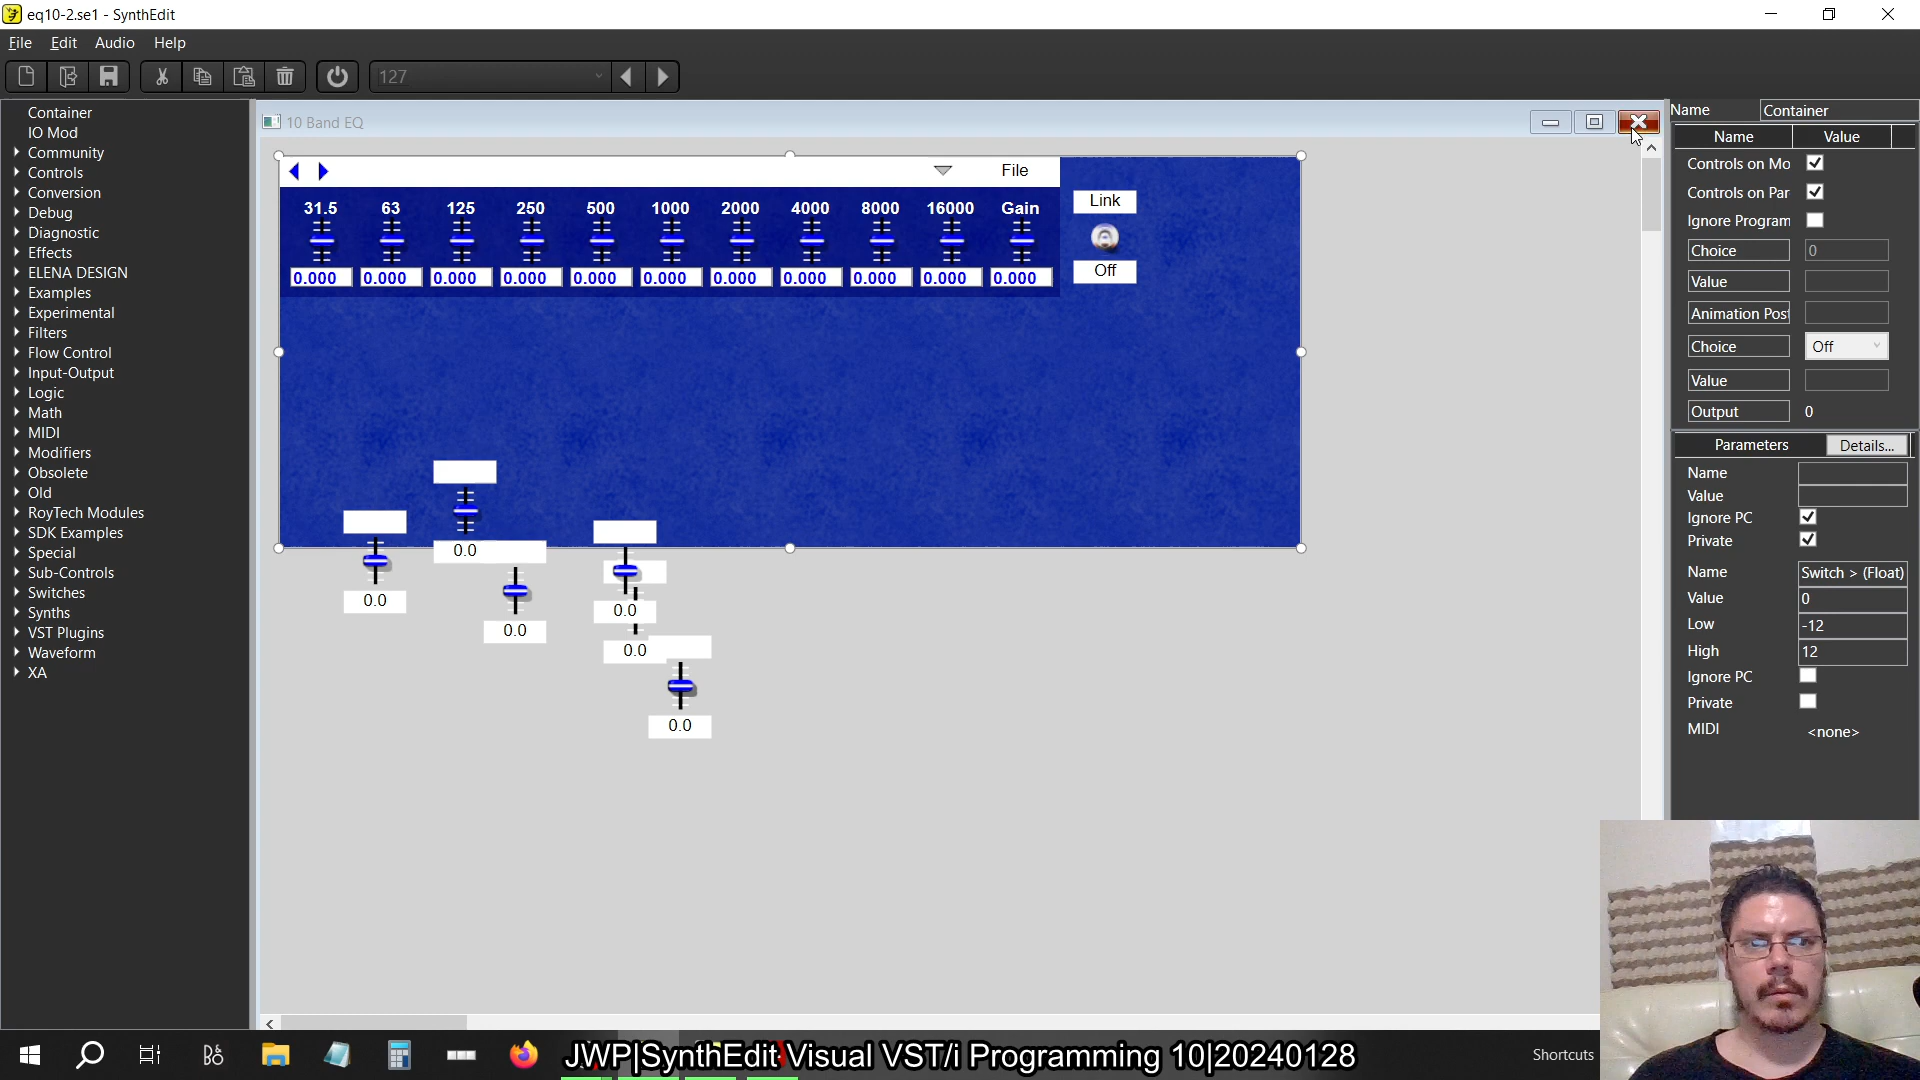 eq10-2.se1 - SynthEdit
File Edit Audio Help
127
Container
IO Mod
Community
Controls
Conversion
Debug
Diagnostic
Effects
ELENA DESIGN
Examples
Experimental
Filters
Flow Control
Input-Output
Logic
Math
MIDI
Modifiers
Obsolete
Old
RoyTech Modules
SDK Examples
Special
Sub-Controls
Switches
Synths
VST Plugins
Waveform
XA
10 Band EQ
File
31.5 63 125 250 500 1000 2000 4000 8000 16000 Gain
0.000 0.000 0.000 0.000 0.000 0.000 0.000 0.000 0.000 0.000 0.000
Link
Off
0.0
0.0
0.0
0.0
0.0
0.0
Name Container
Name Value
Controls on Mo
Controls on Par
Ignore Program
Choice 0
Value
Animation Pos
Choice Off
Value
Output 0
Parameters Details...
Name
Value
Ignore PC
Private
Name Switch > (Float)
Value 0
Low -12
High 12
Ignore PC
Private
MIDI <none>
JWP|SynthEdit Visual VST/i Programming 10|20240128
Shortcuts